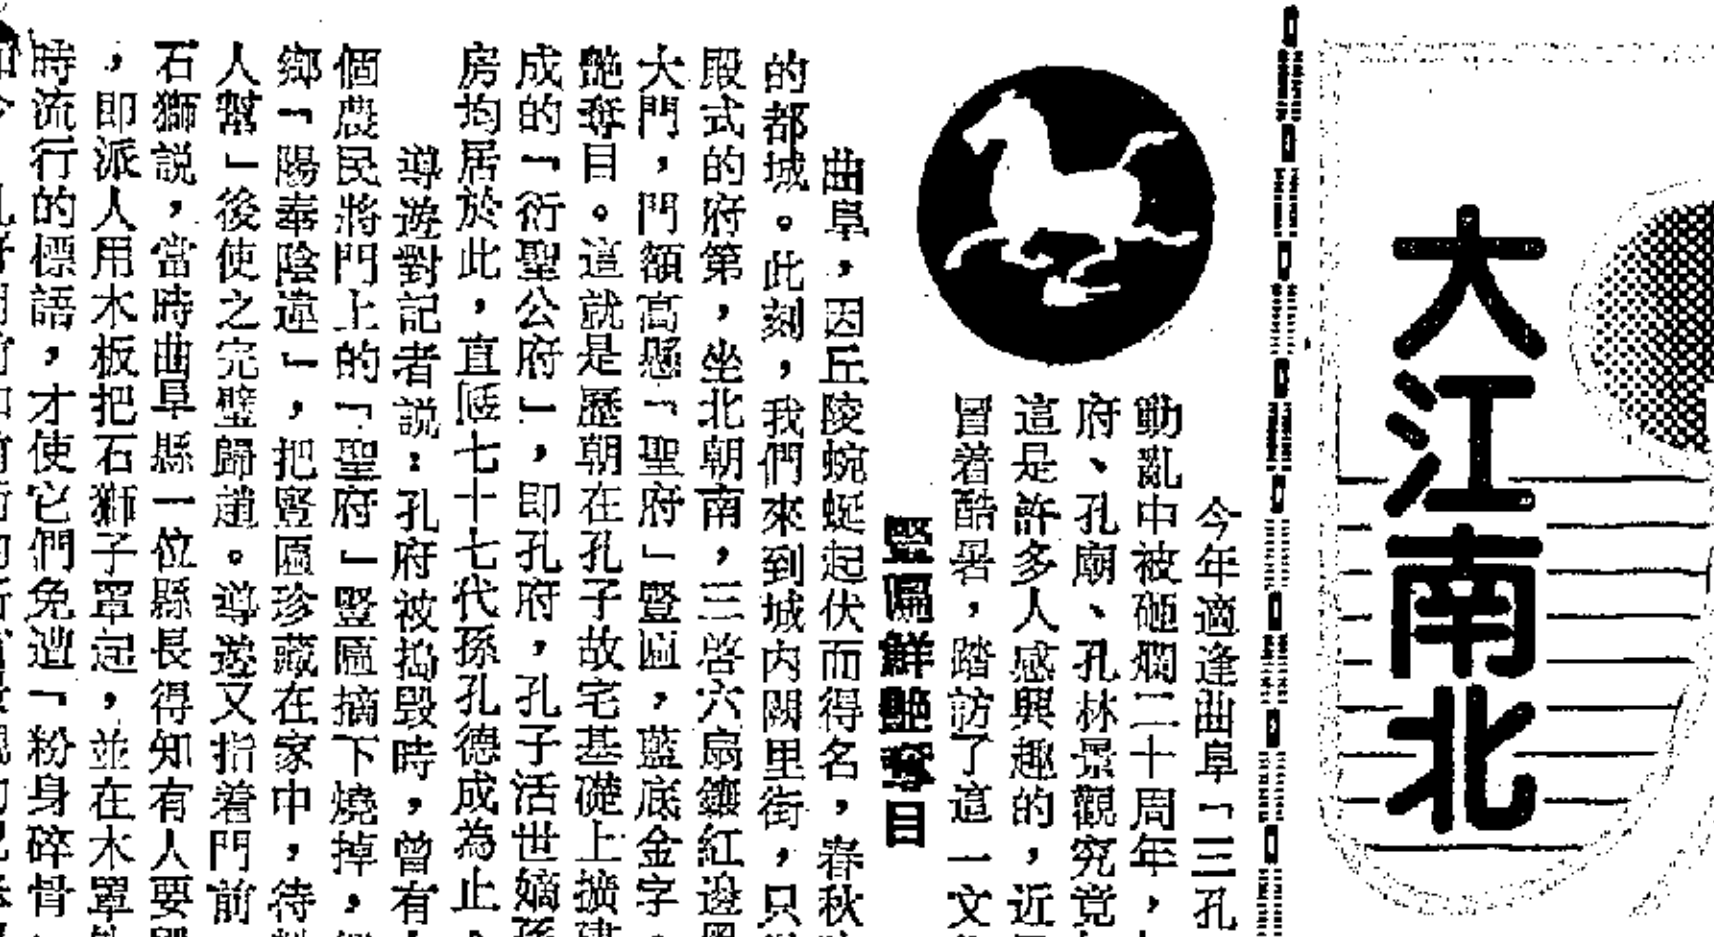 大江南北
今年適逢曲阜「三孔
動亂中被砸爛二十周年，
府、孔廟、孔林景觀究竟
這是許多人感興趣的，近
冒着酷暑，踏訪了這一文
豎匾鮮艷奪目
曲阜，因丘陵蜿蜒起伏而得名，春秋
的都城。此刻，我們來到城內闕里街，只
殿式的府第，坐北朝南，三啓六扇鑲紅邊黑
大門，門額高懸「聖府」豎匾，藍底金字，
艷奪目。這就是歷朝在孔子故宅基礎上擴建
成的「衍聖公府」，即孔府，孔子活世嫡孫
房均居於此，直至七十七代孫孔德成為止，
導遊對記者説：孔府被搗毀時，曾有
個農民將門上的「聖府」豎匾摘下燒掉，
鄉「陽奉陰違」，把豎匾珍藏在家中，待
人幫」後使之完璧歸趙。導遊又指着門前
石獅説，當時曲阜縣一位縣長得知有人要
，即派人用木板把石獅子罩起，並在木罩
時流行的標語，才使它們免遭「粉身碎骨